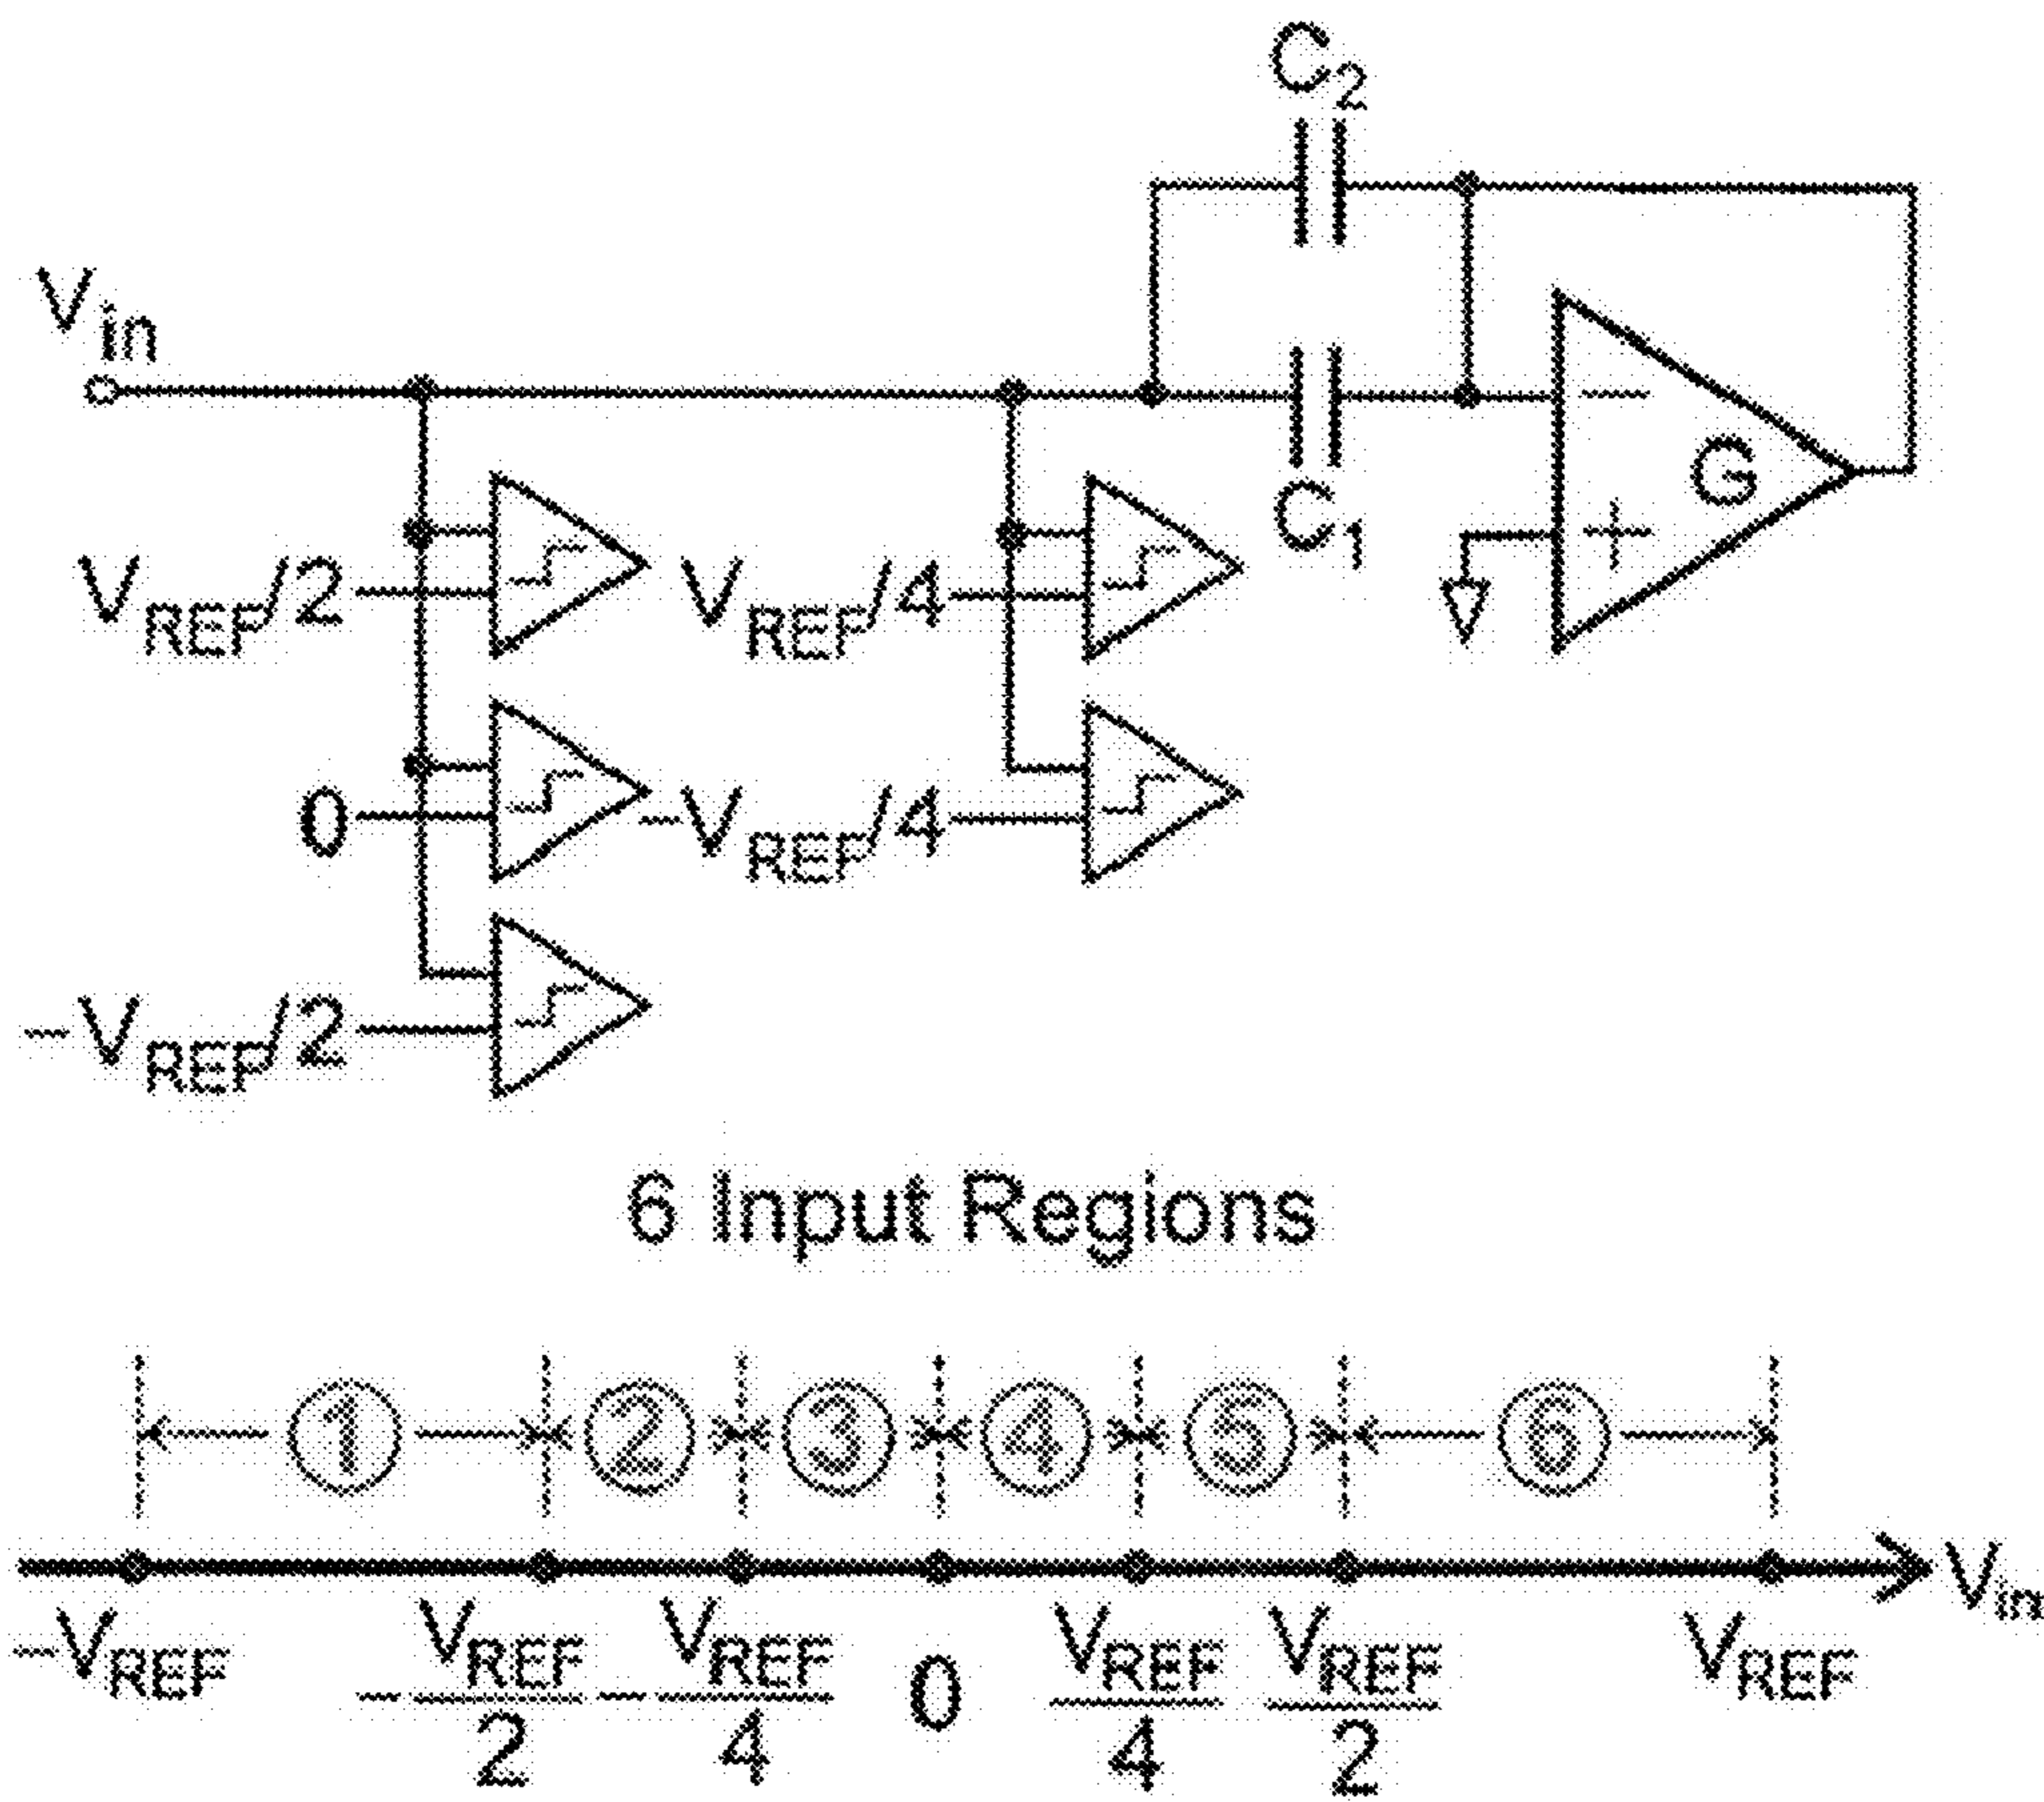 C2
Vin
C1
−
G
+
VREF/2
VREF/4
0
−VREF/4
−VREF/2
6 Input Regions
1 2 3 4 5 6
Vin
−VREF −VREF/2 −VREF/4 0 VREF/4 VREF/2 VREF